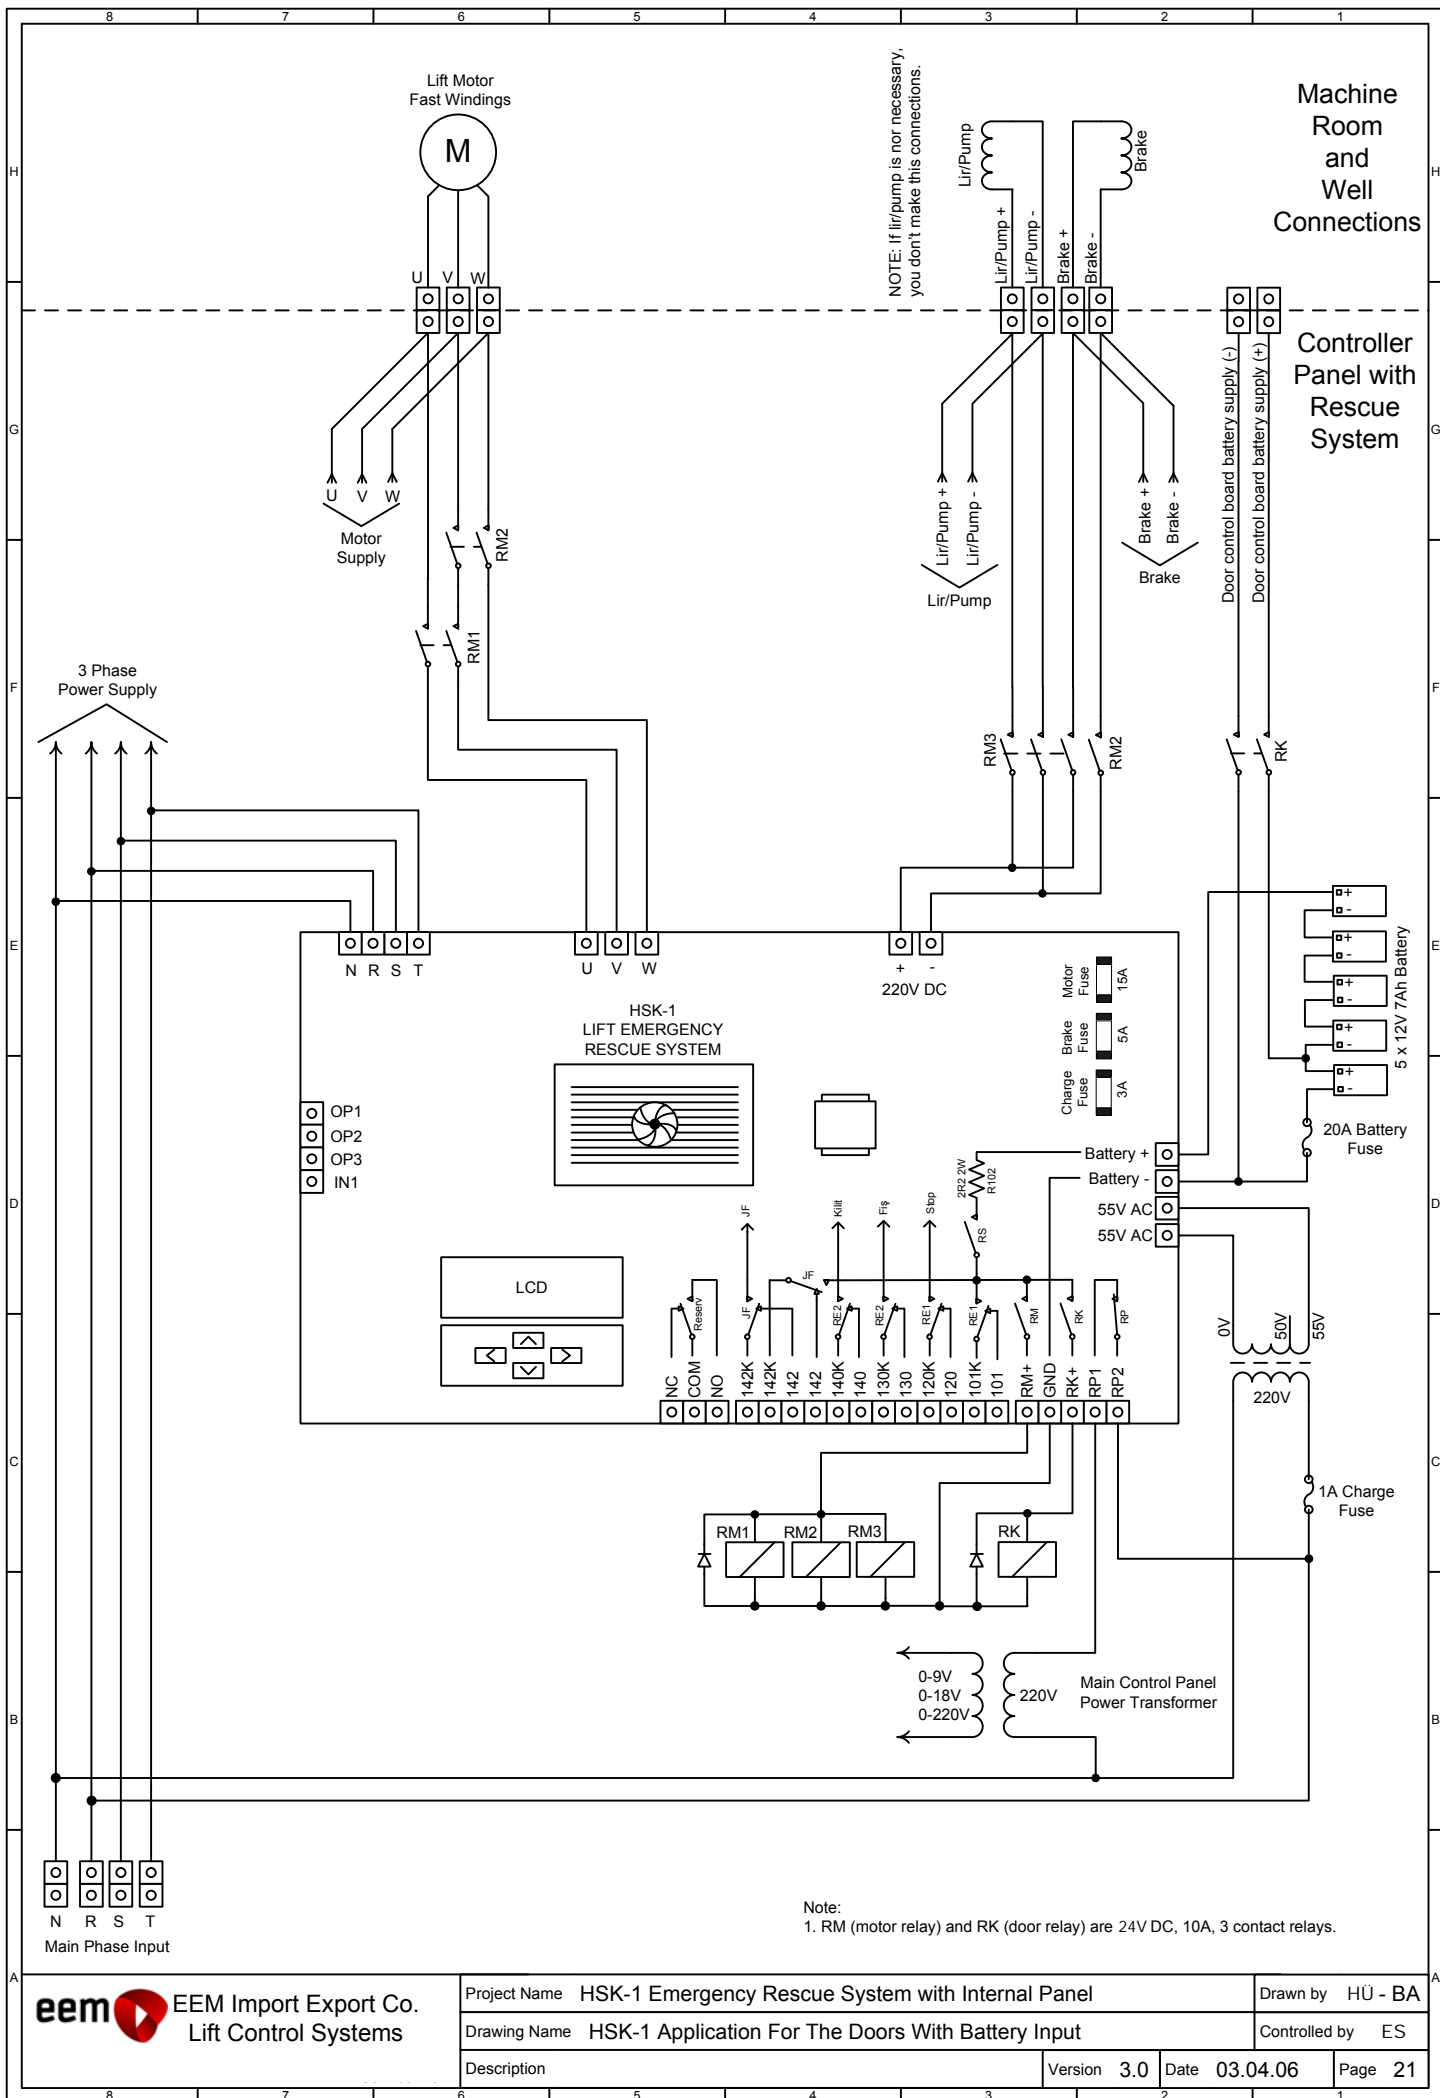 8 7 6 5 4 3 2 1
Lift Motor
Fast Windings
M
U V W
NOTE: If lir/pump is nor necessary,
you don't make this connections.
Lir/Pump
Brake
Lir/Pump +
Lir/Pump -
Brake +
Brake -
Machine
Room
and
Well
Connections
H H
Controller
Panel with
Rescue
System
Door control board battery supply (-)
Door control board battery supply (+)
G G
U V W
Motor
Supply
RM2
RM1
Lir/Pump +
Lir/Pump -
Lir/Pump
Brake +
Brake -
Brake
3 Phase
Power Supply
F F
RM3
RM2
RK
E E
N R S T
U V W
+ -
220V DC
HSK-1
LIFT EMERGENCY
RESCUE SYSTEM
Motor
Fuse
15A
Brake
Fuse
5A
Charge
Fuse
3A
+
-
+
-
+
-
+
-
+
-
5 x 12V 7Ah Battery
20A Battery
Fuse
OP1
OP2
OP3
IN1
Battery +
Battery -
55V AC
55V AC
2R2 2W
R102
RS
D D
JF
Kilit
Fiş
Stop
LCD
Reserv
JF
JF
RE2
RE2
RE1
RE1
RM
RK
RP
NC
COM
NO
142K
142K
142
142
140K
140
130K
130
120K
120
101K
101
RM+
GND
RK+
RP1
RP2
0V
50V
55V
220V
C C
1A Charge
Fuse
RM1 RM2 RM3 RK
0-9V
0-18V
0-220V
220V
Main Control Panel
Power Transformer
B B
N R S T
Main Phase Input
Note:
1. RM (motor relay) and RK (door relay) are 24V DC, 10A, 3 contact relays.
A A
eem
EEM Import Export Co.
Lift Control Systems
Project Name HSK-1 Emergency Rescue System with Internal Panel
Drawn by HÜ - BA
Drawing Name HSK-1 Application For The Doors With Battery Input
Controlled by ES
Description
Version 3.0
Date 03.04.06
Page 21
8 7 6 5 4 3 2 1